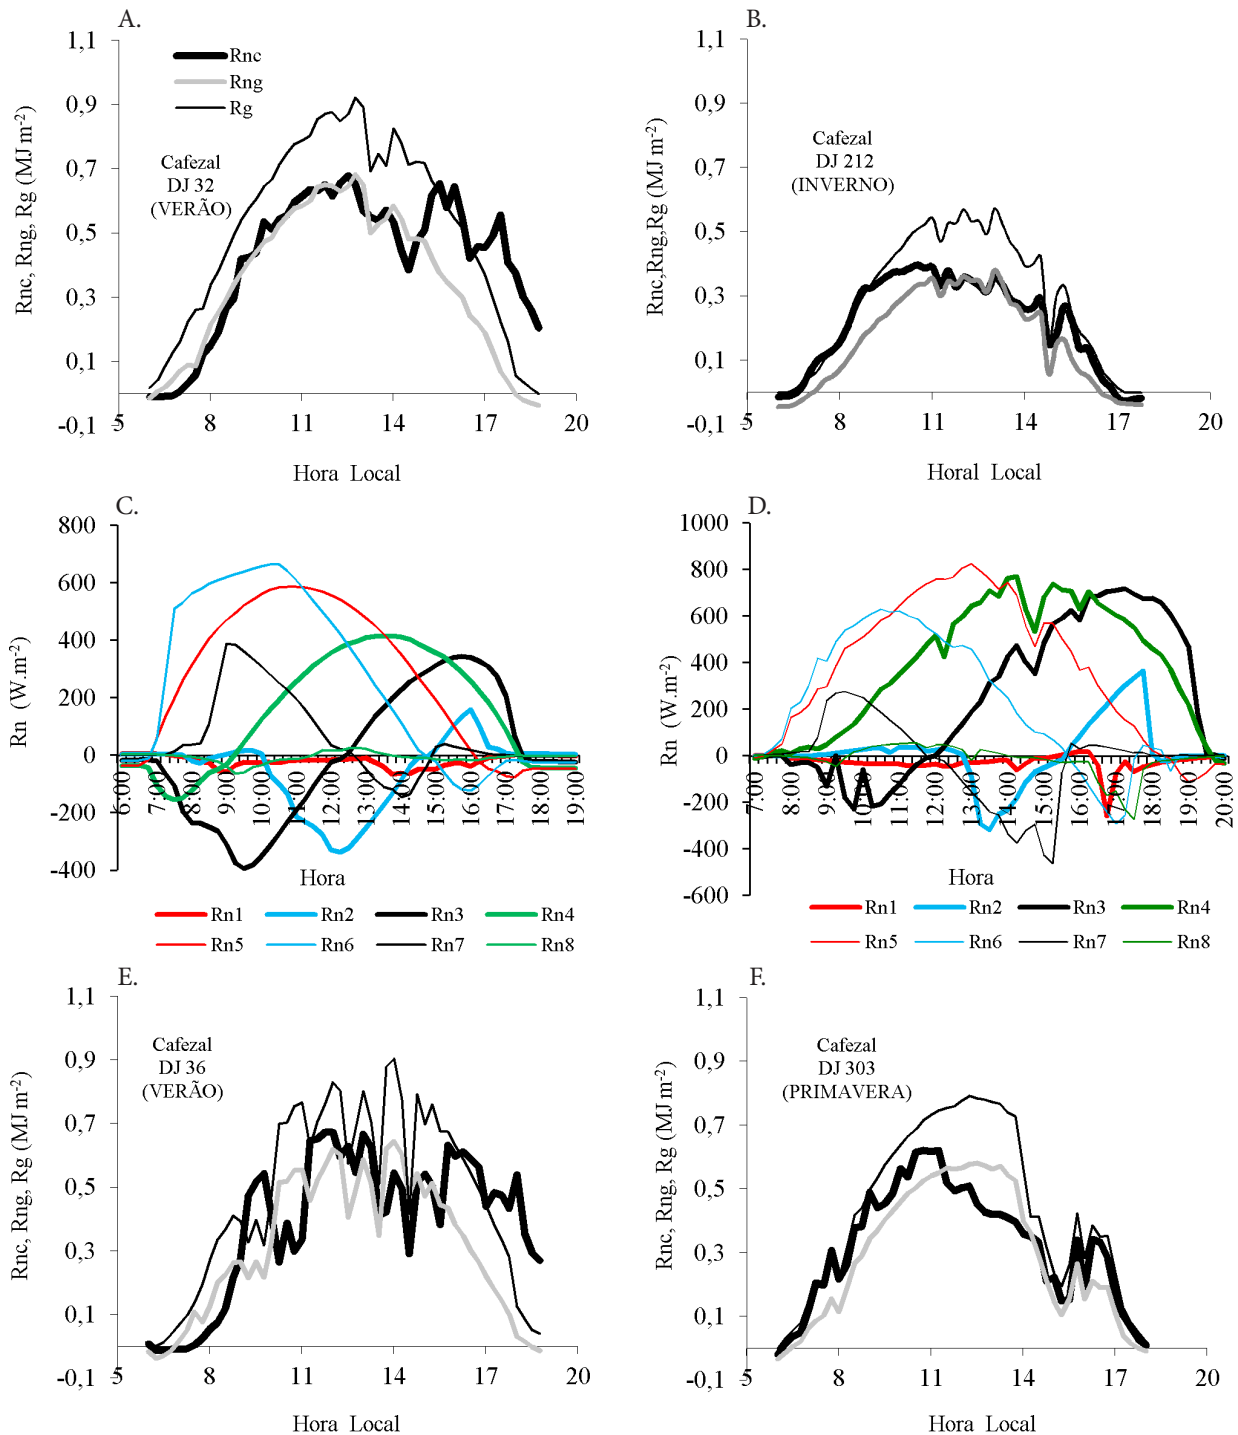 A.
1,1
0,9
0,7
0,5
0,3
0,1
-0,1
Rnc, Rng, Rg (MJ m-2)
Rnc
Rng
Rg
Cafezal
DJ 32
(VERÃO)
5 8 11 14 17 20
Hora Local
B.
1,1
0,9
0,7
0,5
0,3
0,1
-0,1
Rnc,Rng,Rg (MJ m-2)
Cafezal
DJ 212
(INVERNO)
5 8 11 14 17 20
Horal Local
C.
800
600
400
200
0
-200
-400
Rn (W.m-2)
6:00 7:00 8:00 9:00 10:00 11:00 12:00 13:00 14:00 15:00 16:00 17:00 18:00 19:00
Hora
Rn1 Rn2 Rn3 Rn4
Rn5 Rn6 Rn7 Rn8
D.
1000
800
600
400
200
0
-200
-400
-600
Rn (W.m-2)
7:00 8:00 9:00 10:00 11:00 12:00 13:00 14:00 15:00 16:00 17:00 18:00 19:00 20:00
Hora
Rn1 Rn2 Rn3 Rn4
Rn5 Rn6 Rn7 Rn8
E.
1,1
0,9
0,7
0,5
0,3
0,1
-0,1
Rnc, Rng, Rg (MJ m-2)
Cafezal
DJ 36
(VERÃO)
5 8 11 14 17 20
Hora Local
F.
1,1
0,9
0,7
0,5
0,3
0,1
-0,1
Rnc, Rng, Rg (MJ m-2)
Cafezal
DJ 303
(PRIMAVERA)
5 8 11 14 17 20
Hora Local